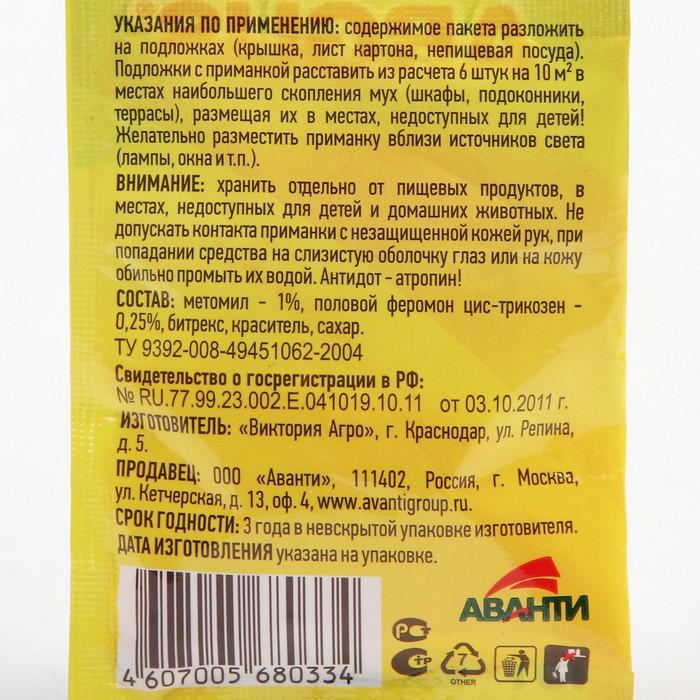 УКАЗАНИЯ ПО ПРИМЕНЕНИЮ: содержимое пакета разложить
на подложках (крышка, лист картона, непищевая посуда).
Подложки с приманкой расставить из расчета 6 штук на 10 м² в
местах наибольшего скопления мух (шкафы, подоконники,
террасы), размещая их в местах, недоступных для детей!
Желательно разместить приманку вблизи источников света
(лампы, окна и т.п.).
ВНИМАНИЕ: хранить отдельно от пищевых продуктов, в
местах, недоступных для детей и домашних животных. Не
допускать контакта приманки с незащищенной кожей рук, при
попадании средства на слизистую оболочку глаз или на кожу
обильно промыть их водой. Антидот - атропин!
СОСТАВ: метомил - 1%, половой феромон цис-трикозен -
0,25%, битрекс, краситель, сахар.
ТУ 9392-008-49451062-2004
Свидетельство о госрегистрации в РФ:
№ RU.77.99.23.002.Е.041019.10.11 от 03.10.2011 г.
ИЗГОТОВИТЕЛЬ: «Виктория Агро», г. Краснодар, ул. Репина,
д. 5.
ПРОДАВЕЦ: ООО «Аванти», 111402, Россия, г. Москва,
ул. Кетчерская, д. 13, оф. 4, www.avantigroup.ru.
СРОК ГОДНОСТИ: 3 года в невскрытой упаковке изготовителя.
ДАТА ИЗГОТОВЛЕНИЯ указана на упаковке.
АВАНТИ
4 607005 680334
7
OTHER